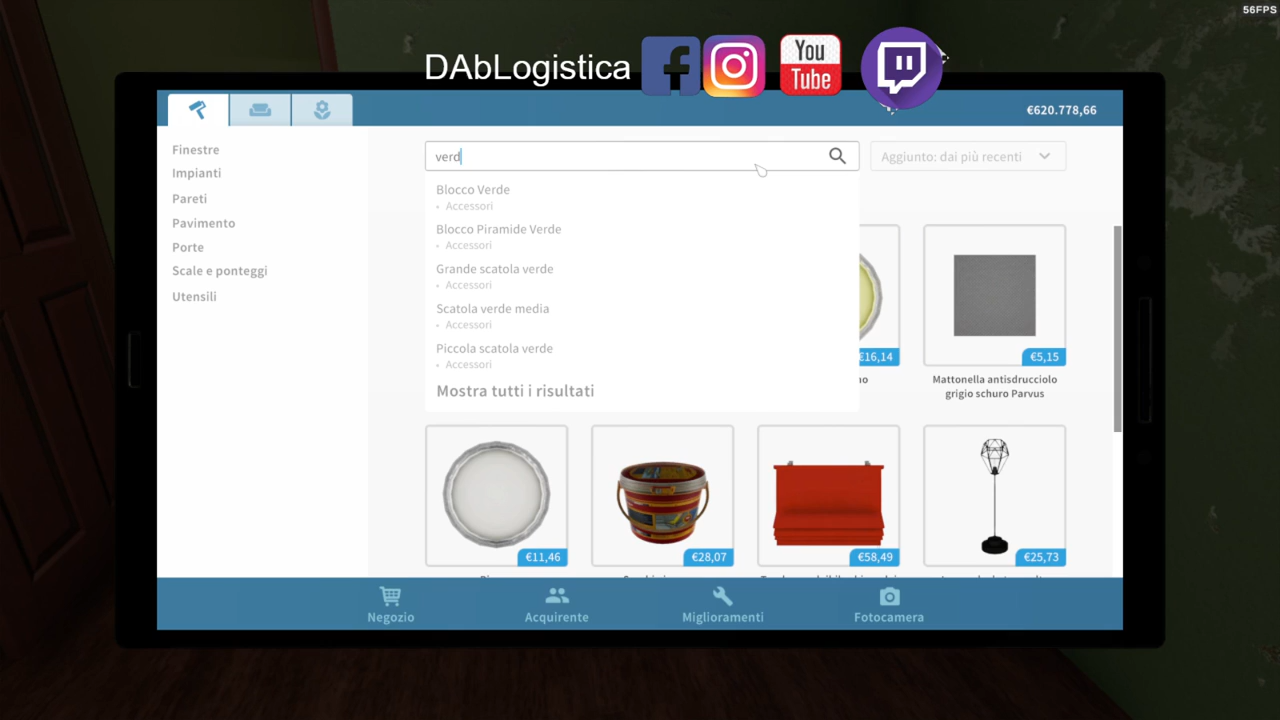 56FPS
DAbLogistica
You
Tube
€620.778,66
Finestre
Impianti
Pareti
Pavimento
Porte
Scale e ponteggi
Utensili
verd
Aggiunto: dai più recenti
Blocco Verde
• Accessori
Blocco Piramide Verde
• Accessori
Grande scatola verde
• Accessori
Scatola verde media
• Accessori
Piccola scatola verde
• Accessori
Mostra tutti i risultati
€16,14
€5,15
Mattonella antisdrucciolo
grigio schuro Parvus
€11,46
€28,07
€58,49
€25,73
Negozio
Acquirente
Miglioramenti
Fotocamera